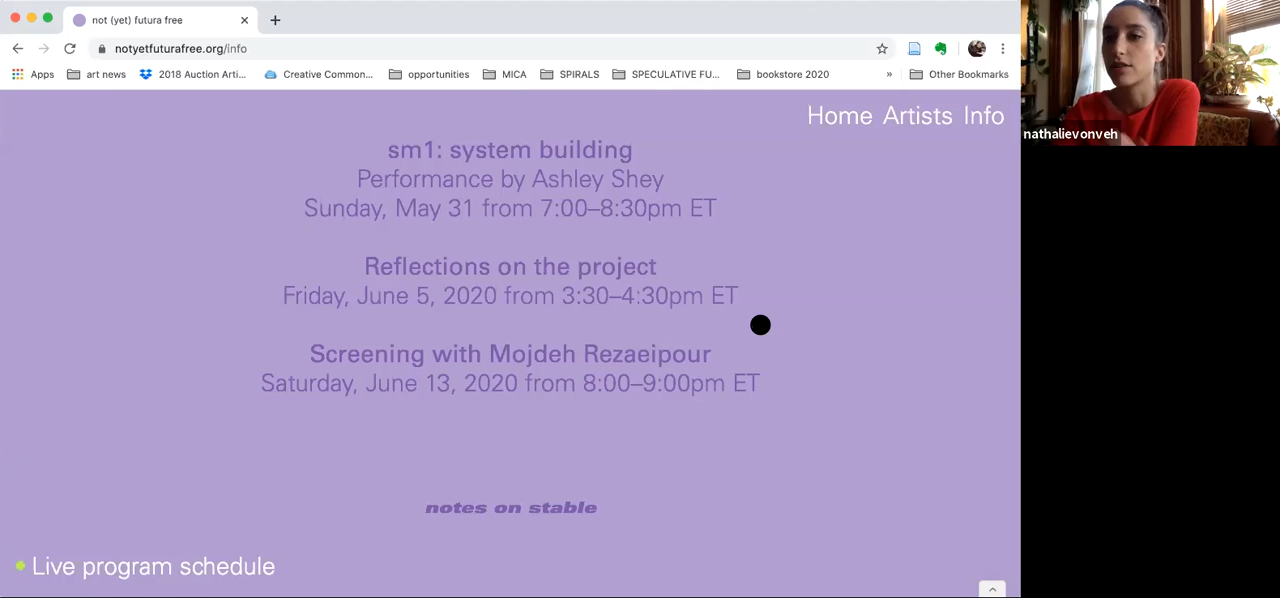 not (yet) futura free
notyetfuturafree.org/info
Apps art news 2018 Auction Arti... Creative Common... opportunities MICA SPIRALS SPECULATIVE FU... bookstore 2020 » Other Bookmarks
Home Artists Info
nathalievonveh
sm1: system building
Performance by Ashley Shey
Sunday, May 31 from 7:00–8:30pm ET
Reflections on the project
Friday, June 5, 2020 from 3:30–4:30pm ET
Screening with Mojdeh Rezaeipour
Saturday, June 13, 2020 from 8:00–9:00pm ET
notes on stable
Live program schedule